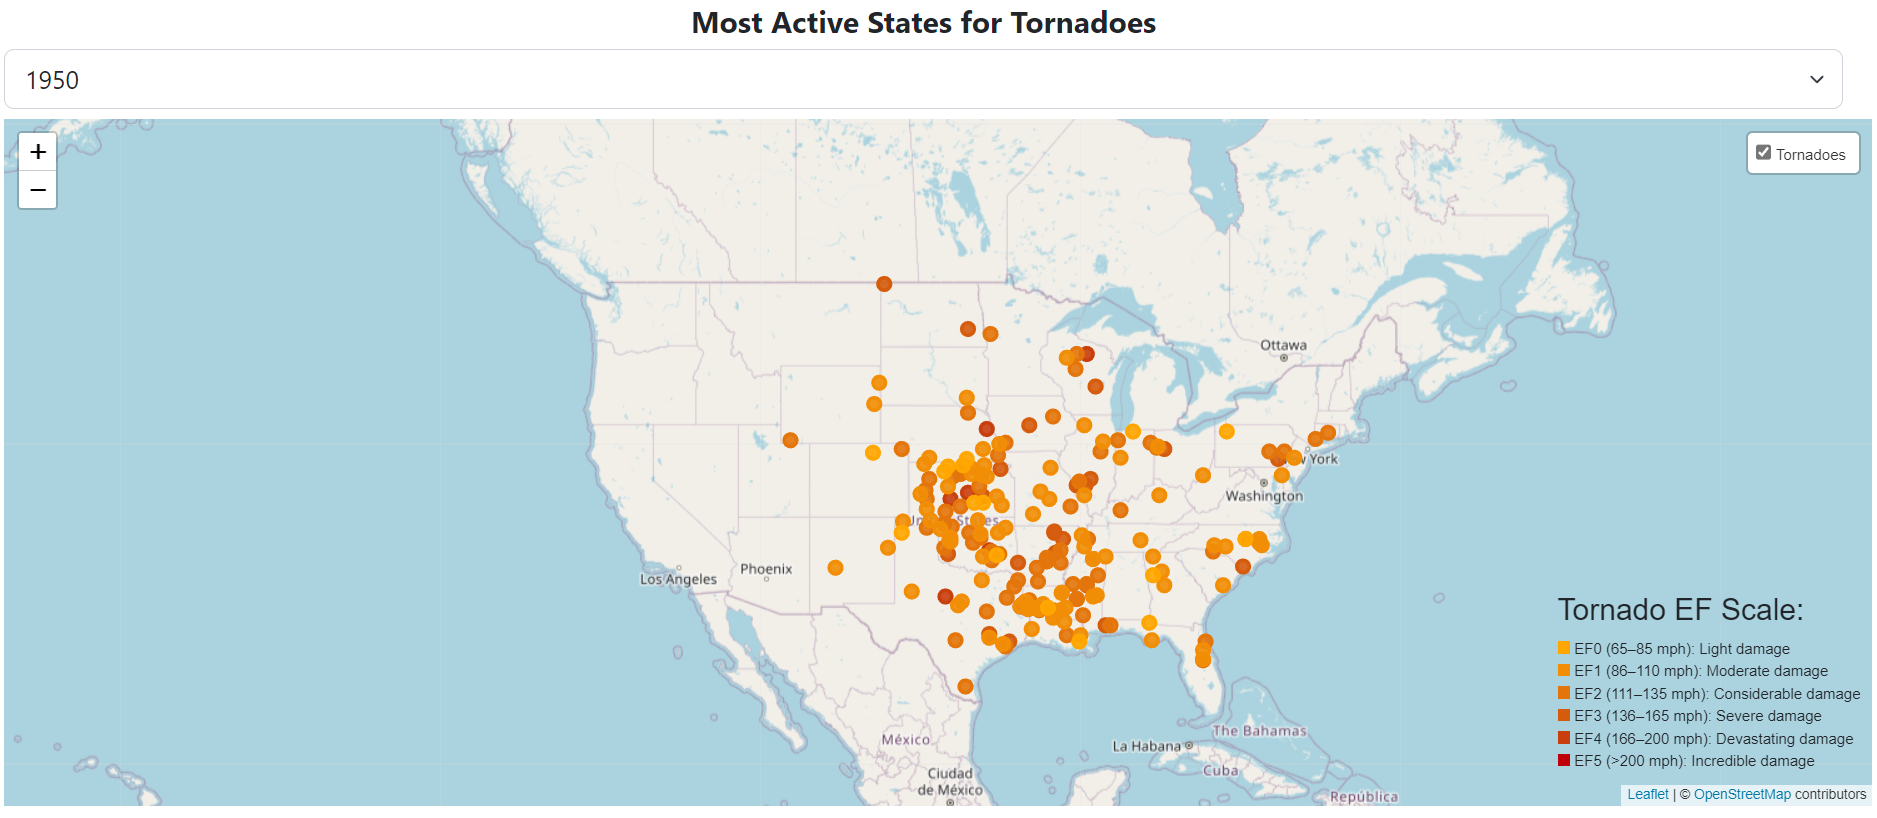 Most Active States for Tornadoes
1950
+
−
Tornadoes
Ottawa
York
Washington
Los Angeles
Phoenix
Tornado EF Scale:
EF0 (65–85 mph): Light damage
EF1 (86–110 mph): Moderate damage
EF2 (111–135 mph): Considerable damage
EF3 (136–165 mph): Severe damage
EF4 (166–200 mph): Devastating damage
EF5 (>200 mph): Incredible damage
México
La Habana
The Bahamas
Cuba
Ciudad
de México
República
Leaflet | © OpenStreetMap contributors